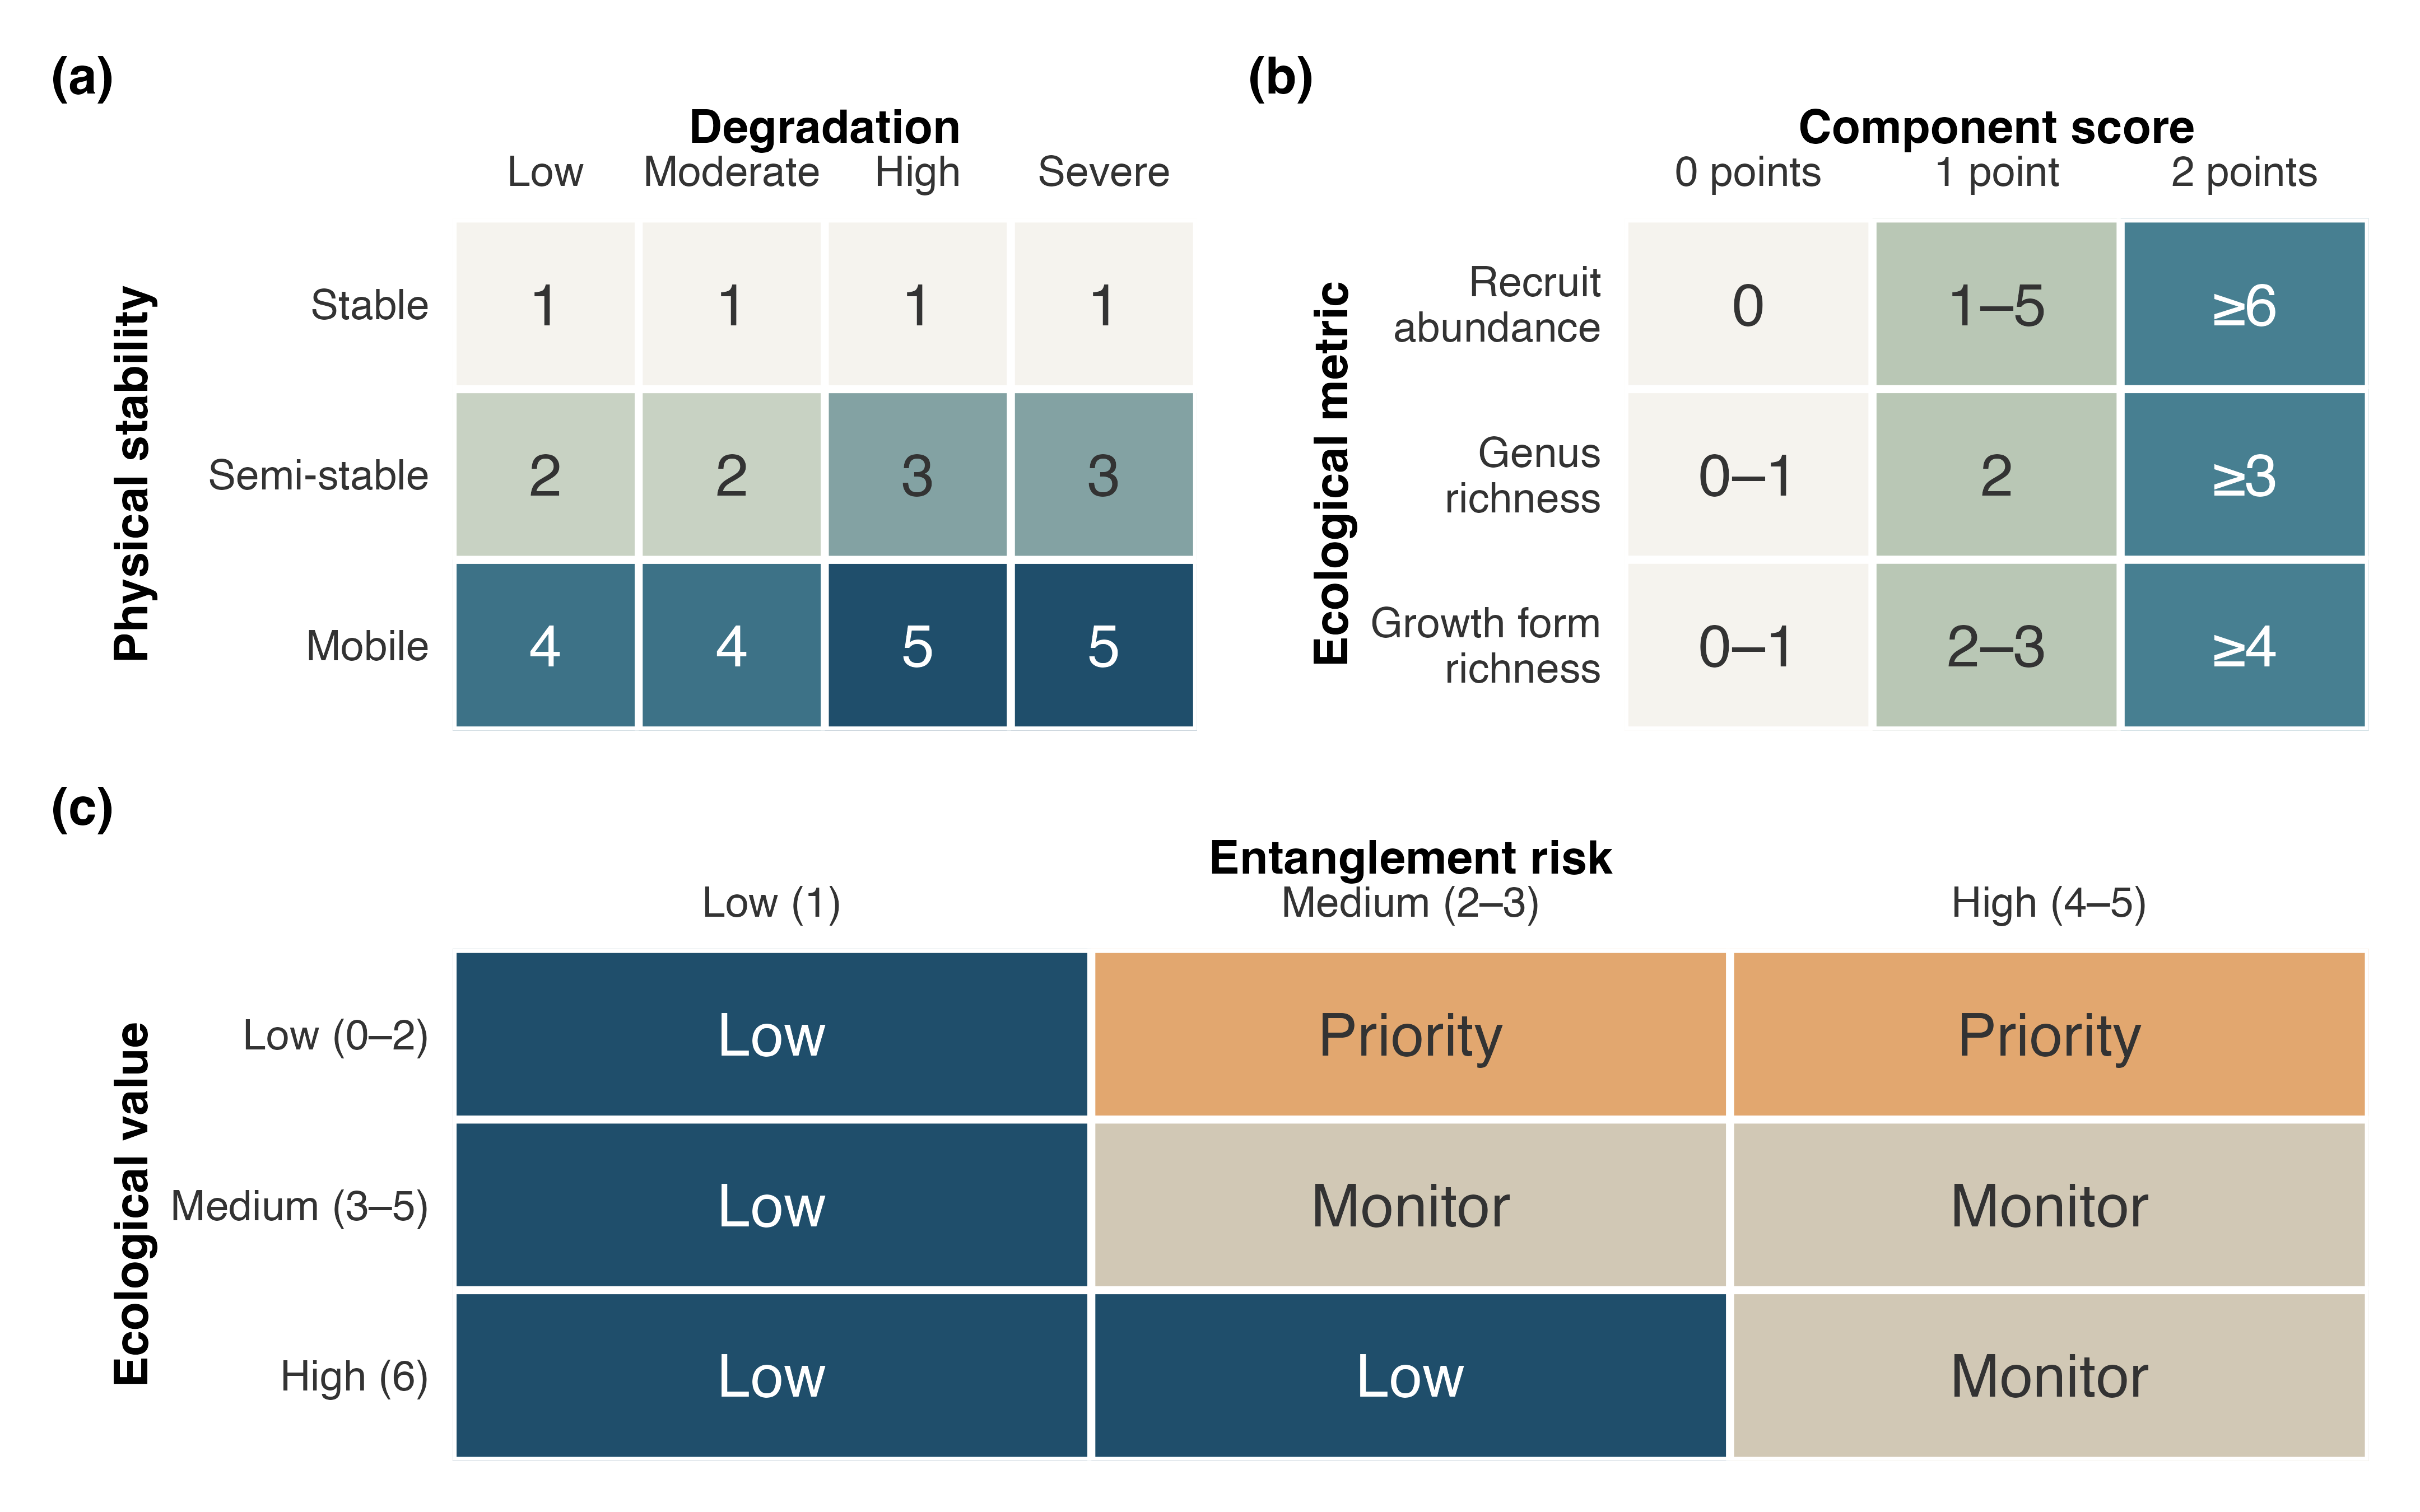 (a)
Degradation
Low Moderate High Severe
Physical stability
Stable 1 1 1 1
Semi-stable 2 2 3 3
Mobile 4 4 5 5
(b)
Component score
0 points 1 point 2 points
Ecological metric
Recruit
abundance 0 1–5 ≥6
Genus
richness 0–1 2 ≥3
Growth form
richness 0–1 2–3 ≥4
(c)
Entanglement risk
Low (1) Medium (2–3) High (4–5)
Ecological value
Low (0–2) Low Priority Priority
Medium (3–5) Low Monitor Monitor
High (6) Low Low Monitor